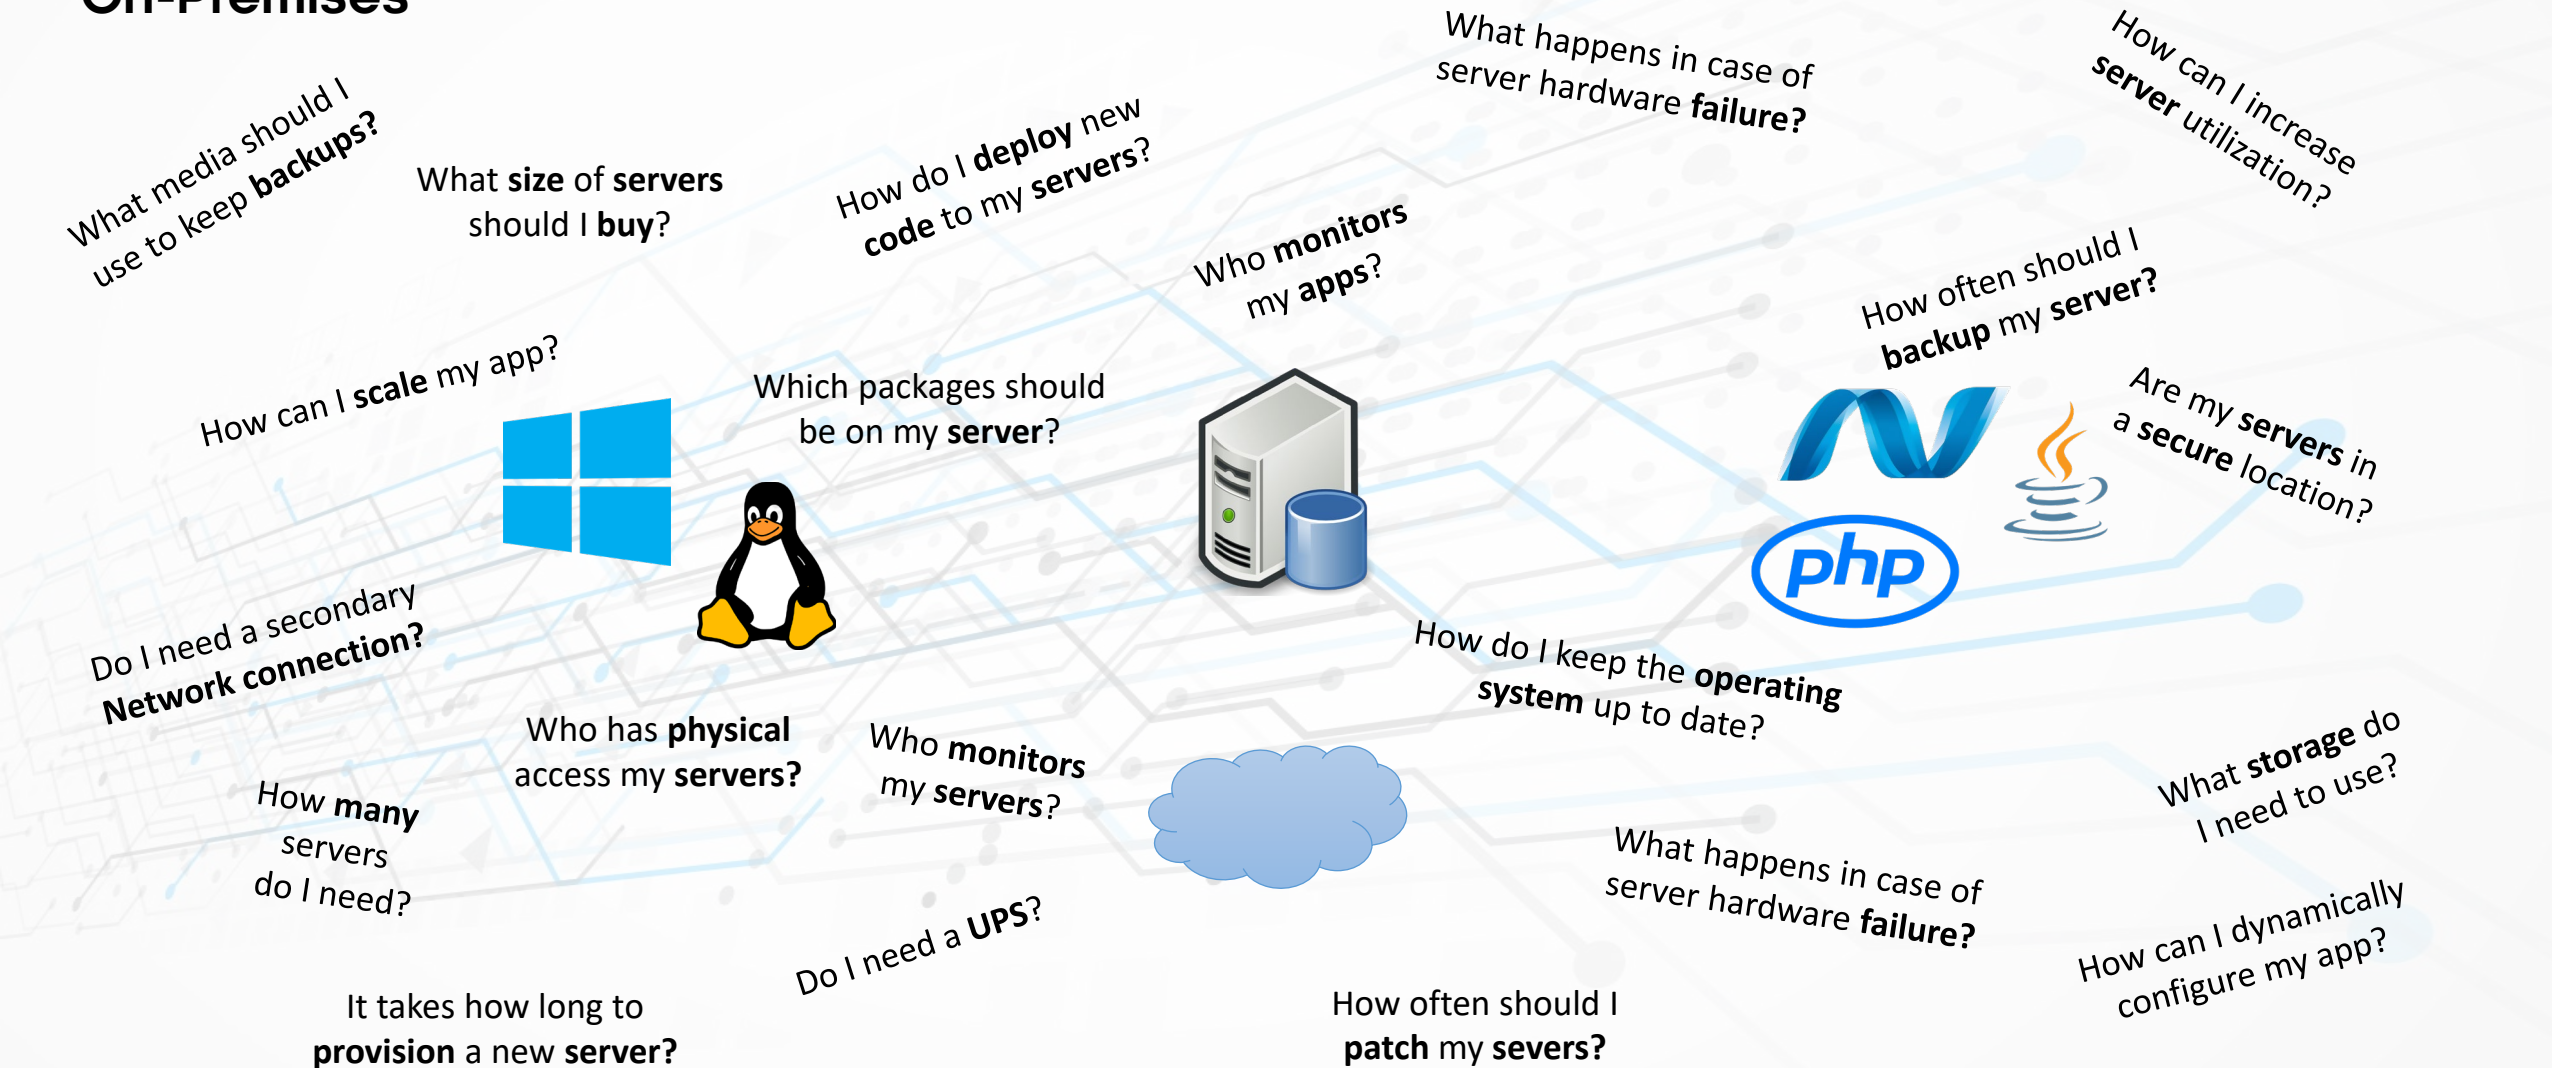 On-Premises
What happens in case of
server hardware failure?
How can I increase
server utilization?
What media should I
use to keep backups?
What size of servers
should I buy?
How do I deploy new
code to my servers?
Who monitors
my apps?
How often should I
backup my server?
How can I scale my app?
Which packages should
be on my server?
Are my servers in
a secure location?
php
Do I need a secondary
Network connection?
How do I keep the operating
system up to date?
Who has physical
access my servers?
Who monitors
my servers?
How many
servers
do I need?
What storage do
I need to use?
What happens in case of
server hardware failure?
Do I need a UPS?
How can I dynamically
configure my app?
It takes how long to
provision a new server?
How often should I
patch my severs?